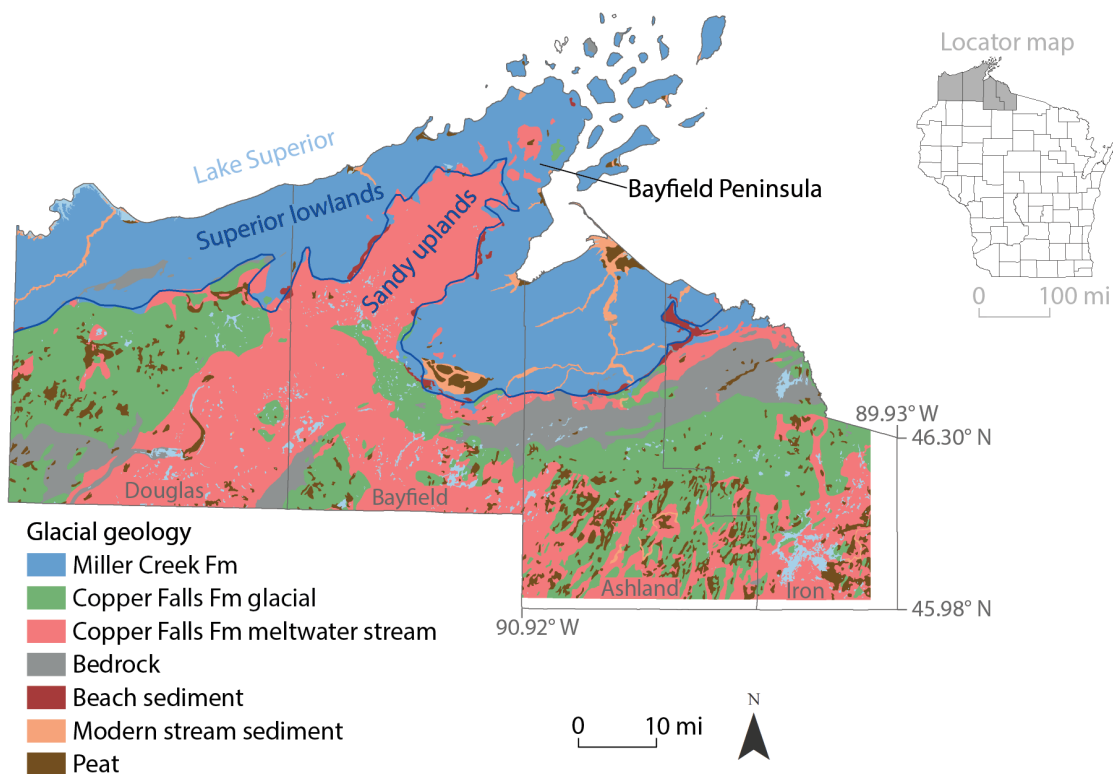 Locator map
0 100 mi
Lake Superior
Superior lowlands
Sandy uplands
Bayfield Peninsula
89.93° W
46.30° N
Douglas
Bayfield
Ashland
Iron
45.98° N
90.92° W
Glacial geology
Miller Creek Fm
Copper Falls Fm glacial
Copper Falls Fm meltwater stream
Bedrock
Beach sediment
Modern stream sediment
Peat
0 10 mi
N